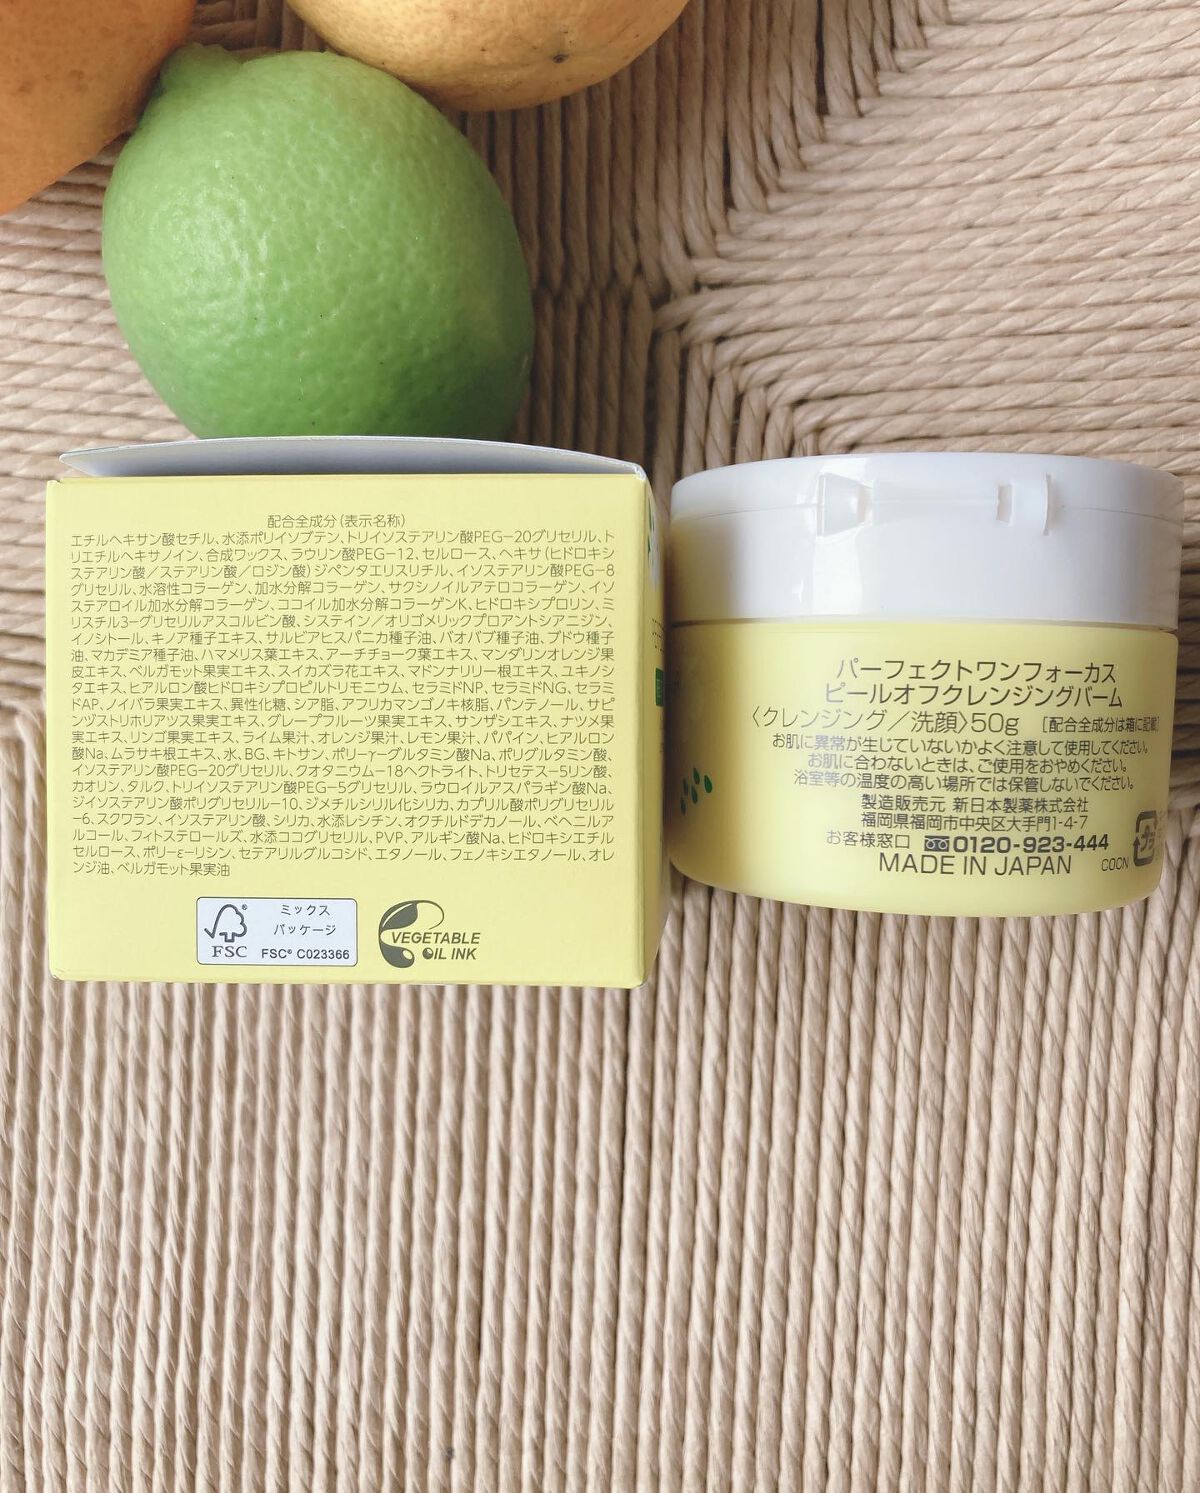 配合全成分(表示名称)
エチルヘキサン酸セチル、水添ポリイソブテン、トリイソステアリン酸PEG-20グリセリル、ト
リエチルヘキサノイン、合成ワックス、ラウリン酸PEG-12、セルロース、ヘキサ(ヒドロキシ
ステアリン酸/ステアリン酸/ロジン酸)ジペンタエリスリチル、イソステアリン酸PEG-8
グリセリル、水溶性コラーゲン、加水分解コラーゲン、サクシノイルアテロコラーゲン、イソ
ステアロイル加水分解コラーゲン、ココイル加水分解コラーゲンK、ヒドロキシプロリン、ミ
リスチル3-グリセリルアスコルビン酸、システイン/オリゴメリックプロアントシアニジン、
イノシトール、キノア種子エキス、サルビアヒスパニカ種子油、バオバブ種子油、ブドウ種子
油、マカデミア種子油、ハマメリス葉エキス、アーチチョーク葉エキス、マンダリンオレンジ果
皮エキス、ベルガモット果実エキス、スイカズラ花エキス、マドンナリリー根エキス、ユキノシ
タエキス、ヒアルロン酸ヒドロキシプロピルトリモニウム、セラミドNP、セラミドNG、セラミ
ドAP、ノイバラ果実エキス、異性化糖、シア脂、アフリカマンゴノキ核脂、パンテノール、サピ
ンヅストリホリアツス果実エキス、グレープフルーツ果実エキス、サンザシエキス、ナツメ果
実エキス、リンゴ果実エキス、ライム果汁、オレンジ果汁、レモン果汁、パパイン、ヒアルロン
酸Na、ムラサキ根エキス、水、BG、キトサン、ポリ-γ-グルタミン酸Na、ポリグルタミン酸、
イソステアリン酸PEG-20グリセリル、クオタニウム-18ヘクトライト、トリセテス-5リン酸、
カオリン、タルク、トリイソステアリン酸PEG-5グリセリル、ラウロイルアスパラギン酸Na、
ジイソステアリン酸ポリグリセリル-10、ジメチルシリル化シリカ、カプリル酸ポリグリセリル
-6、スクワラン、イソステアリン酸、シリカ、水添レシチン、オクチルドデカノール、ベヘニルア
ルコール、フィトステロールズ、水添ココグリセリル、PVP、アルギン酸Na、ヒドロキシエチル
セルロース、ポリ-ε-リシン、セテアリルグルコシド、エタノール、フェノキシエタノール、オレ
ンジ油、ベルガモット果実油
FSC®
ミックス
パッケージ
FSC® C023366
VEGETABLE
OIL INK
パーフェクトワンフォーカス
ピールオフクレンジングバーム
〈クレンジング/洗顔〉50g [配合全成分は箱に記載]
お肌に異常が生じていないかよく注意して使用してください。
お肌に合わないときは、ご使用をおやめください。
浴室等の温度の高い場所では保管しないでください。
製造販売元 新日本製薬株式会社
福岡県福岡市中央区大手門1-4-7
お客様窓口 0120-923-444
MADE IN JAPAN COCN
プラ